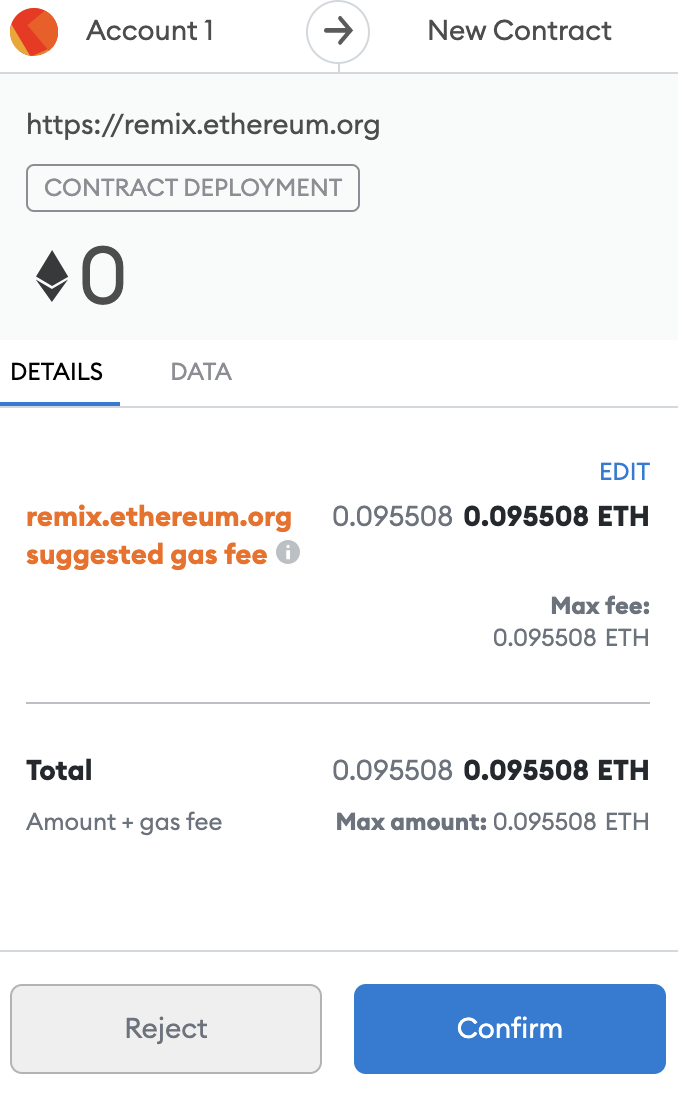 Account 1
New Contract
https://remix.ethereum.org
CONTRACT DEPLOYMENT
0
DETAILS
DATA
EDIT
remix.ethereum.org 0.095508 0.095508 ETH
suggested gas fee
Max fee:
0.095508 ETH
Total 0.095508 0.095508 ETH
Amount + gas fee Max amount: 0.095508 ETH
Reject
Confirm